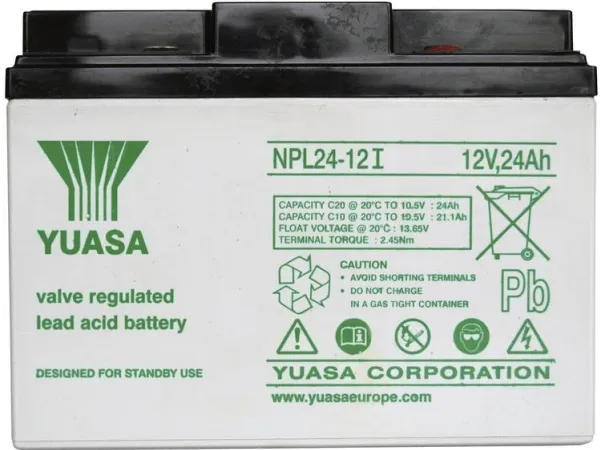 YUASA
valve regulated
lead acid battery
DESIGNED FOR STANDBY USE
NPL24-12I 12V,24Ah
CAPACITY C20 @ 20°C TO 10.5V : 24Ah
CAPACITY C10 @ 20°C TO 19.5V : 21.1Ah
FLOAT VOLTAGE @ 20°C : 13.65V
TERMINAL TORQUE : 2.45Nm
CAUTION
• AVOID SHORTING TERMINALS
• DO NOT CHARGE
IN A GAS TIGHT CONTAINER
Pb
YUASA CORPORATION
www.yuasaeurope.com